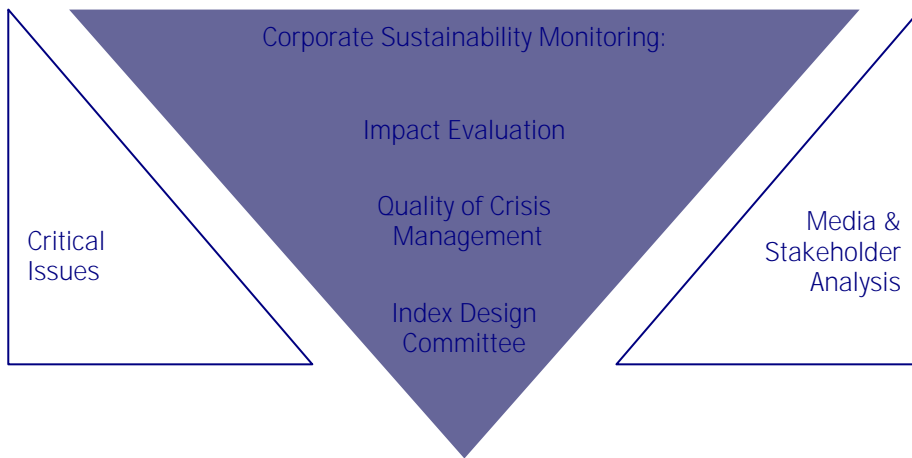 Corporate Sustainability Monitoring:
Impact Evaluation
Quality of Crisis
Management
Index Design
Committee
Critical
Issues
Media &
Stakeholder
Analysis